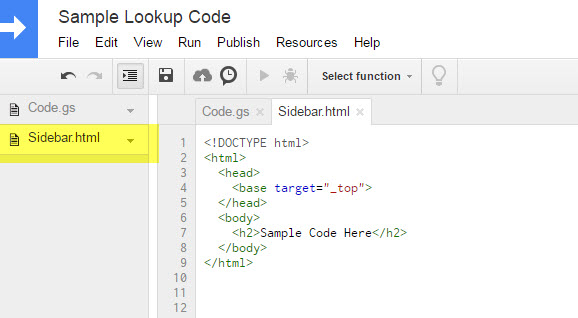 Sample Lookup Code
File Edit View Run Publish Resources Help
Select function
Code.gs
Sidebar.html
Code.gs × Sidebar.html ×
1 <!DOCTYPE html>
2 <html>
3 <head>
4 <base target="_top">
5 </head>
6 <body>
7 <h2>Sample Code Here</h2>
8 </body>
9 </html>
10
11
12